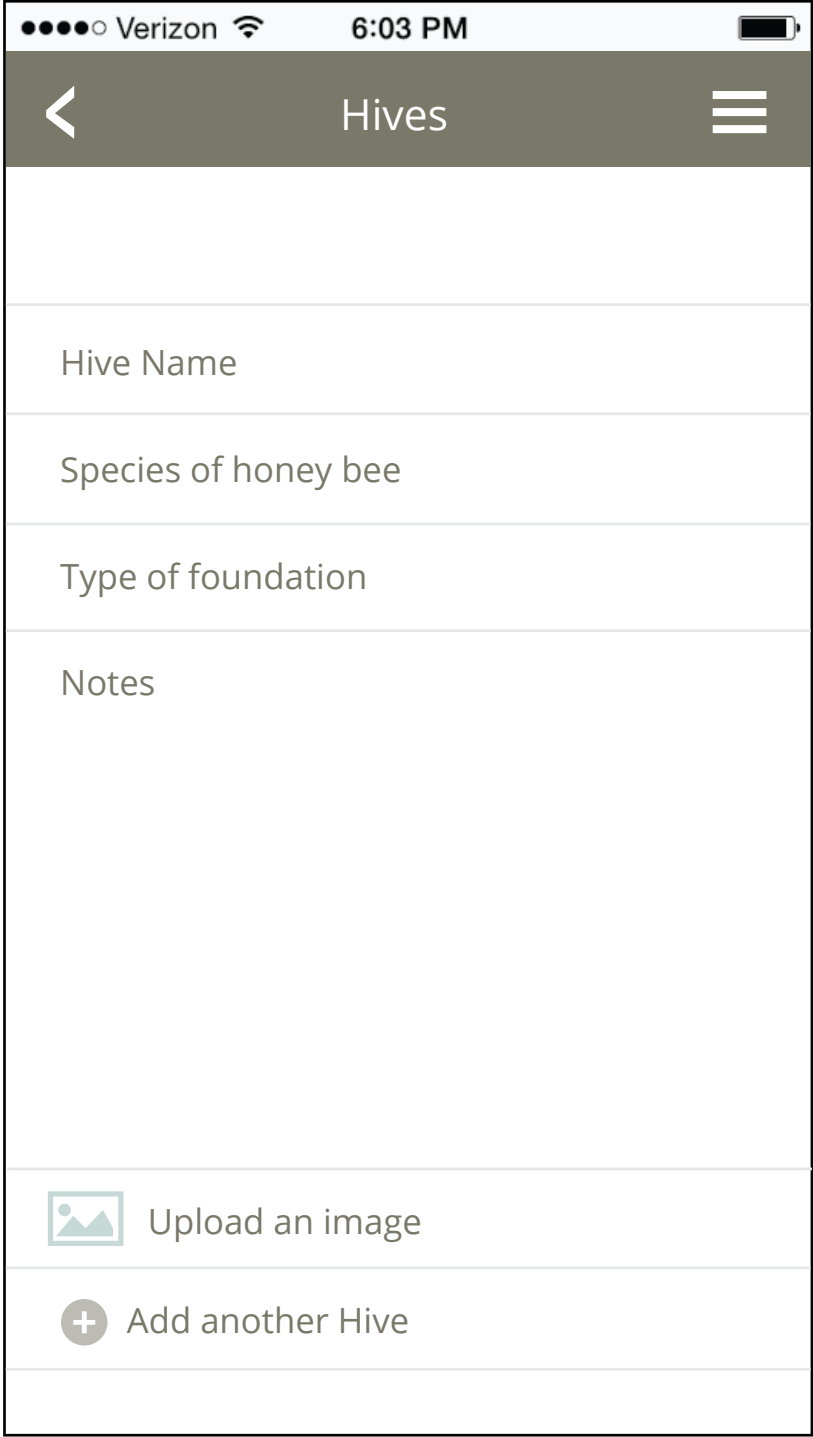 Verizon 6:03 PM
Hives
Hive Name
Species of honey bee
Type of foundation
Notes
Upload an image
Add another Hive